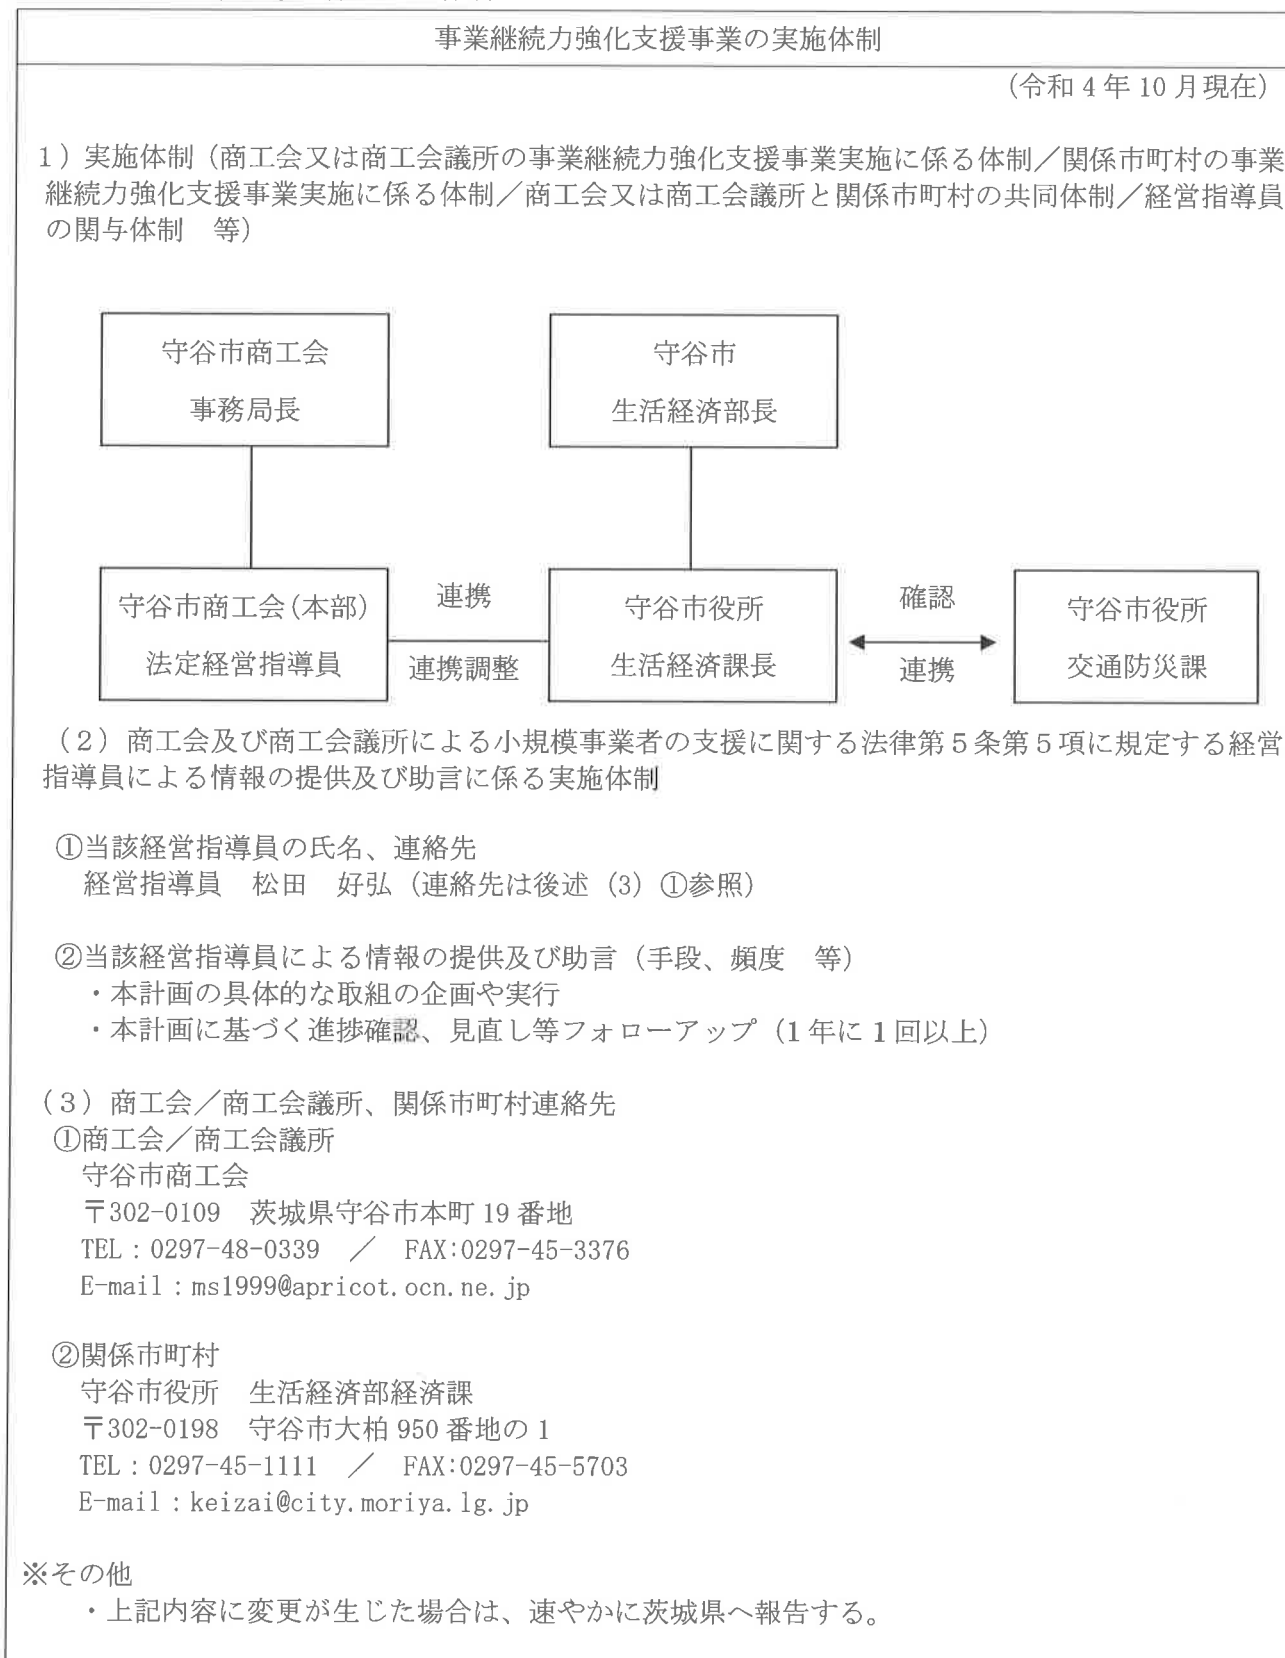 事業継続力強化支援事業の実施体制
(令和4年10月現在)
1）実施体制（商工会又は商工会議所の事業継続力強化支援事業実施に係る体制／関係市町村の事業
継続力強化支援事業実施に係る体制／商工会又は商工会議所と関係市町村の共同体制／経営指導員
の関与体制　等）
守谷市商工会
事務局長
守谷市
生活経済部長
守谷市商工会(本部)
法定経営指導員
連携
連携調整
守谷市役所
生活経済課長
確認
連携
守谷市役所
交通防災課
（2）商工会及び商工会議所による小規模事業者の支援に関する法律第5条第5項に規定する経営
指導員による情報の提供及び助言に係る実施体制
①当該経営指導員の氏名、連絡先
経営指導員　松田　好弘（連絡先は後述（3）①参照）
②当該経営指導員による情報の提供及び助言（手段、頻度　等）
・本計画の具体的な取組の企画や実行
・本計画に基づく進捗確認、見直し等フォローアップ（1年に1回以上）
（3）商工会／商工会議所、関係市町村連絡先
①商工会／商工会議所
守谷市商工会
〒302-0109　茨城県守谷市本町19番地
TEL：0297-48-0339　／　FAX:0297-45-3376
E-mail：ms1999@apricot.ocn.ne.jp
②関係市町村
守谷市役所　生活経済部経済課
〒302-0198　守谷市大柏950番地の1
TEL：0297-45-1111　／　FAX:0297-45-5703
E-mail：keizai@city.moriya.lg.jp
※その他
・上記内容に変更が生じた場合は、速やかに茨城県へ報告する。